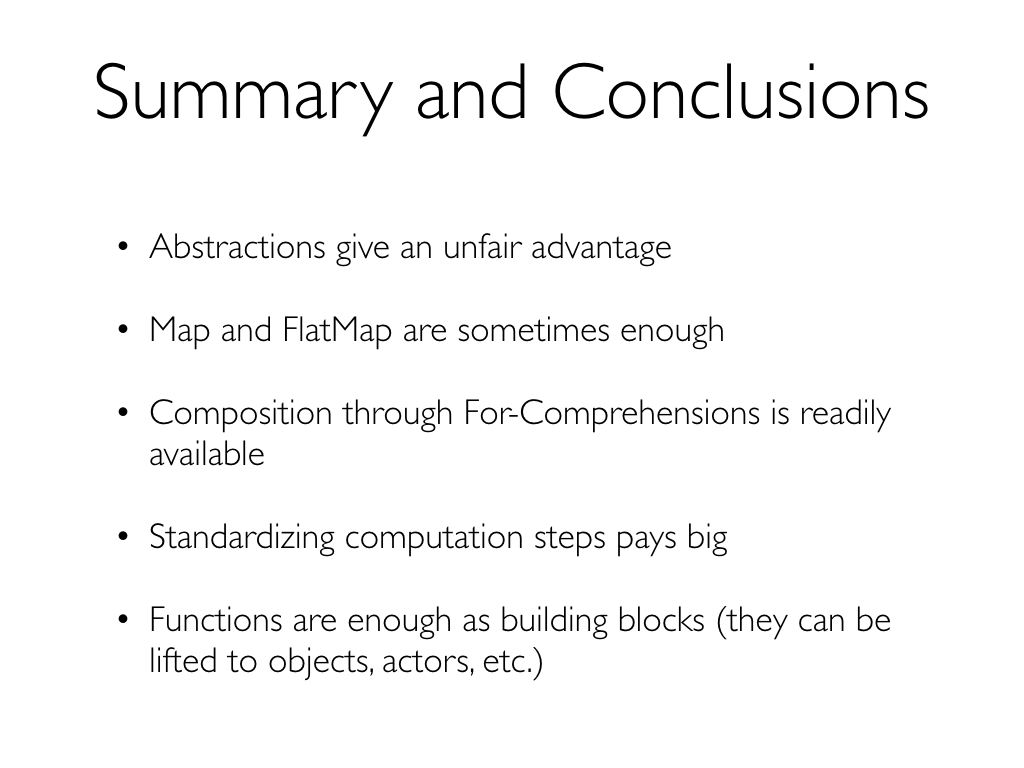 Summary and Conclusions
• Abstractions give an unfair advantage
• Map and FlatMap are sometimes enough
• Composition through For-Comprehensions is readily
available
• Standardizing computation steps pays big
• Functions are enough as building blocks (they can be
lifted to objects, actors, etc.)